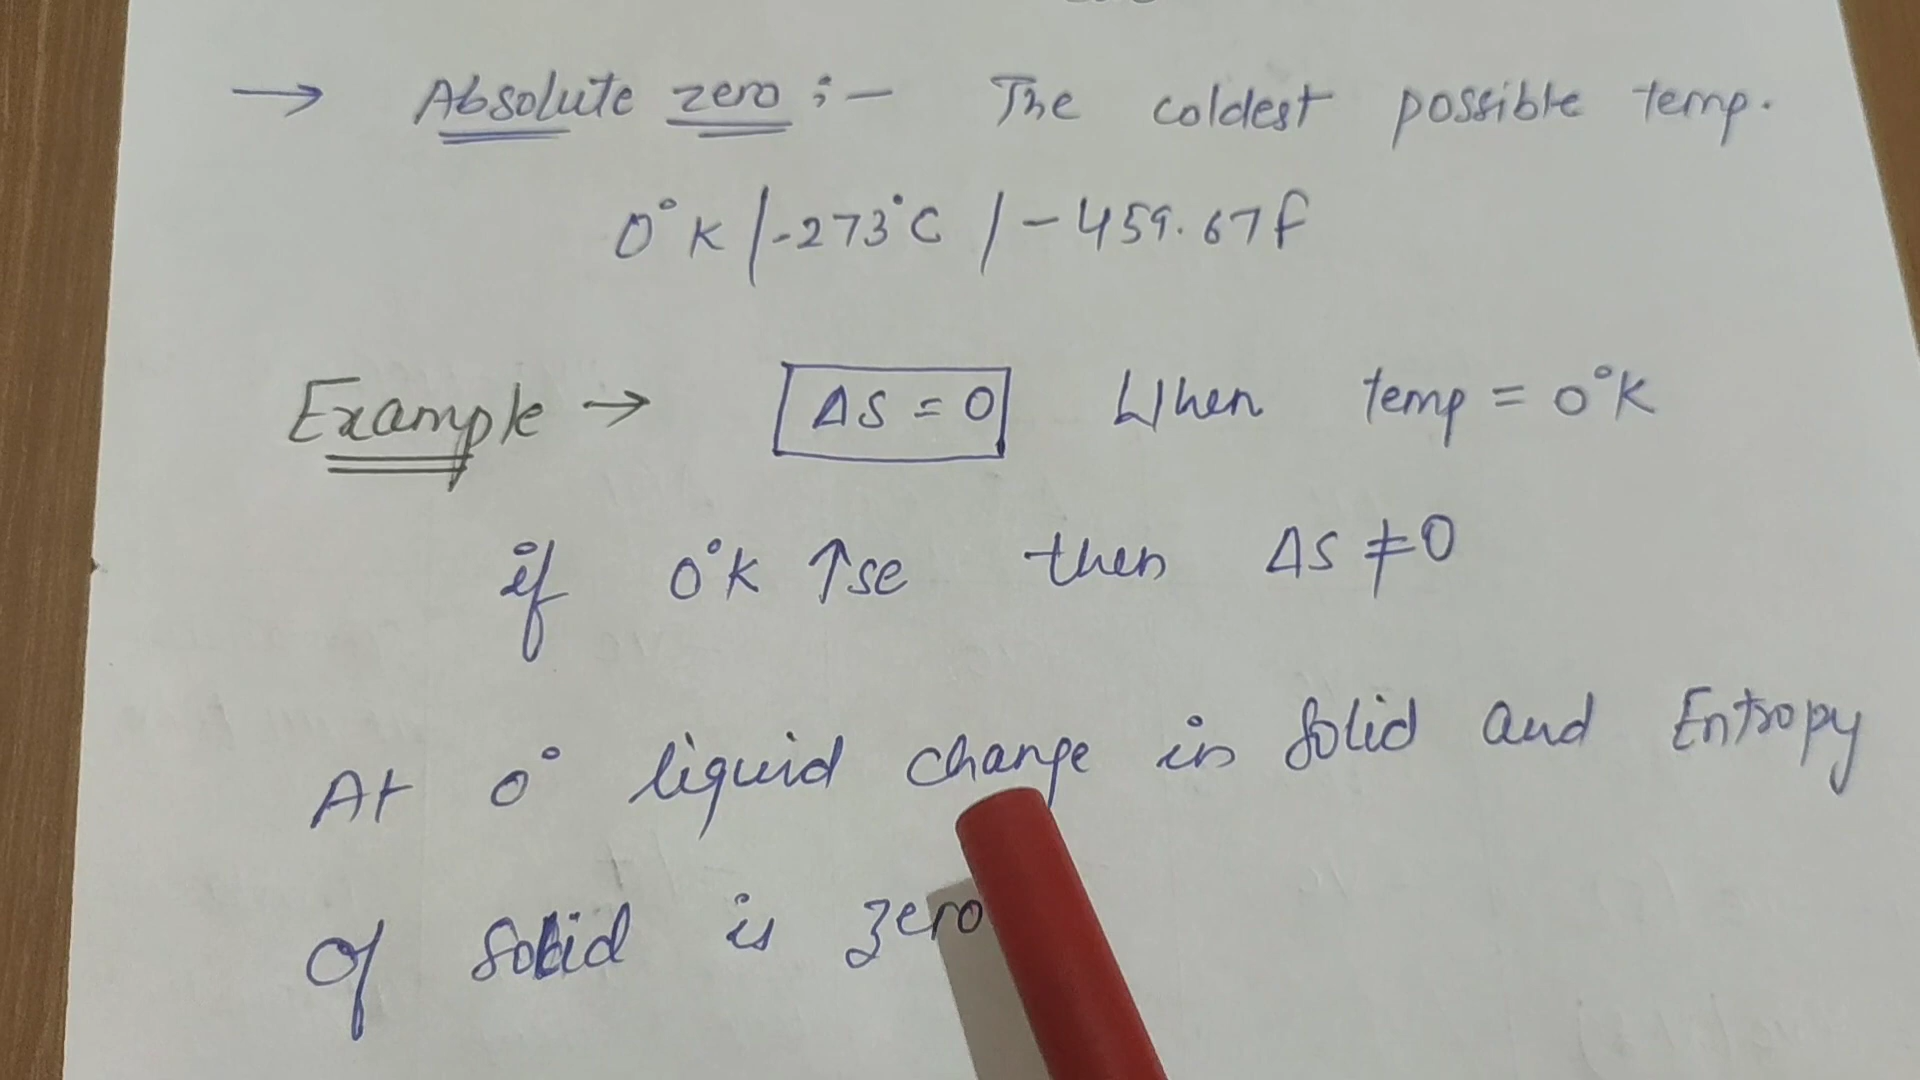 → Absolute zero :- The coldest possible temp.
0°K / -273°C / -459.67 f
Example → ΔS = 0 When temp = 0°K
if 0°K ↑se then ΔS ≠ 0
At 0° liquid change in solid and Entropy
of solid is zero